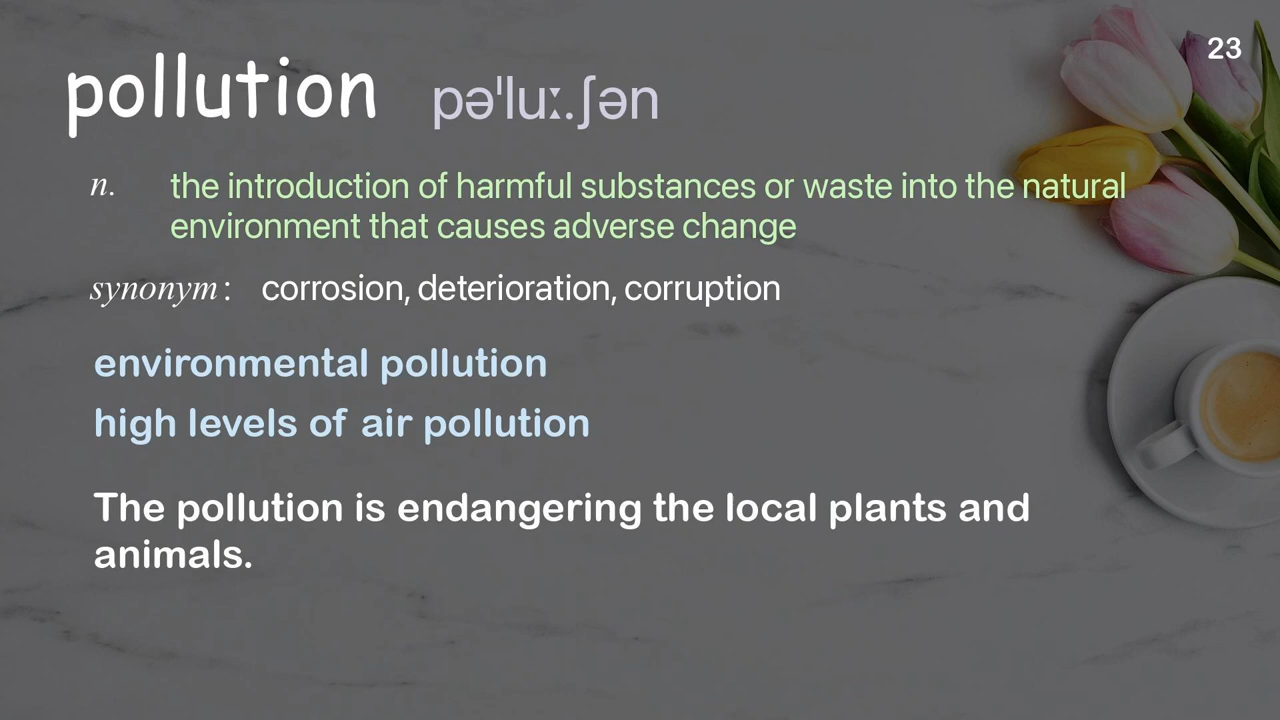 23
pollution pəˈluː.ʃən
n. the introduction of harmful substances or waste into the natural
environment that causes adverse change
synonym : corrosion, deterioration, corruption
environmental pollution
high levels of air pollution
The pollution is endangering the local plants and
animals.